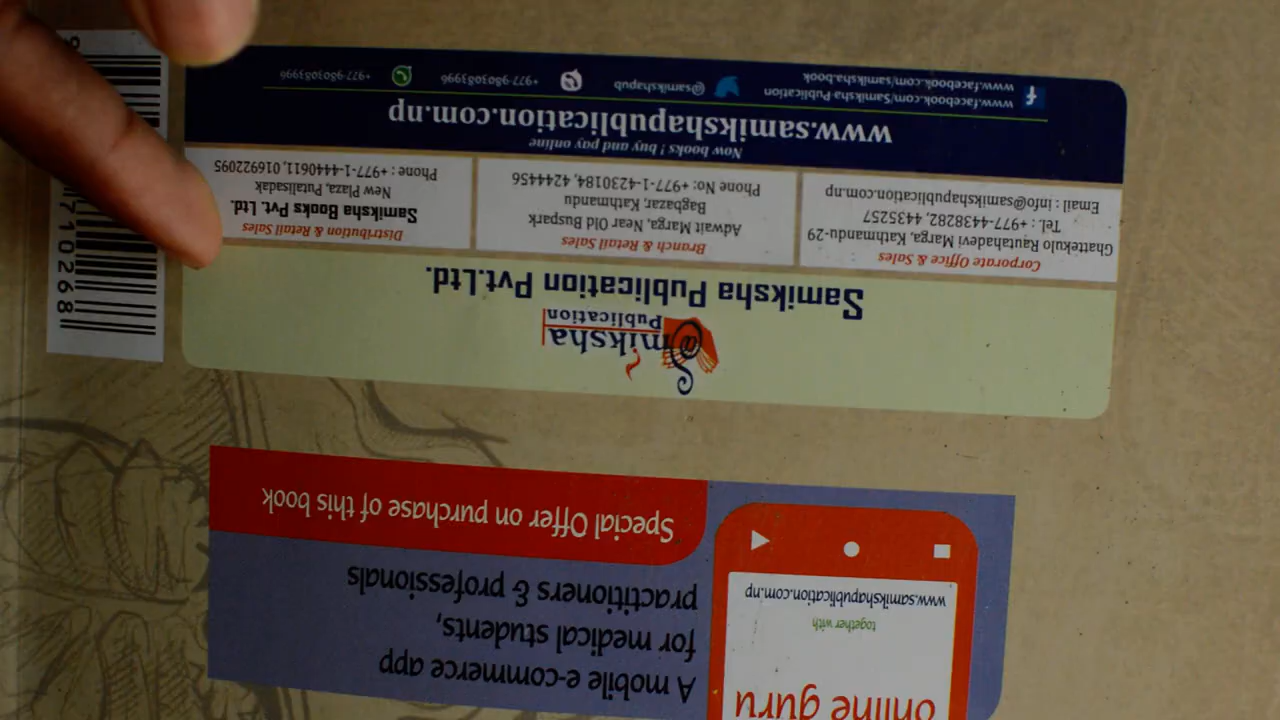 online guru
together with
www.samikshapublication.com.np
A mobile e-commerce app
for medical students,
practitioners & professionals
Special Offer on purchase of this book
S@miksha
Publication
Samiksha Publication Pvt.Ltd.
Corporate Office & Sales
Ghattekulo Rautahadevi Marga, Kathmandu-29
Tel. : +977-4438282, 4435257
Email : info@samikshapublication.com.np
Branch & Retail Sales
Adwait Marga, Near Old Buspark
Bagbazar, Kathmandu
Phone No: +977-1-4230184, 4244456
Distribution & Retail Sales
Samiksha Books Pvt. Ltd.
New Plaza, Putalisadak
Phone : +977-1-4440611, 016922095
Now books ! buy and pay online
www.samikshapublication.com.np
www.facebook.com/Samiksha Publication
www.facebook.com/samiksha.book
@samikshapub
+977-9803083996
+977-9803083996
710268